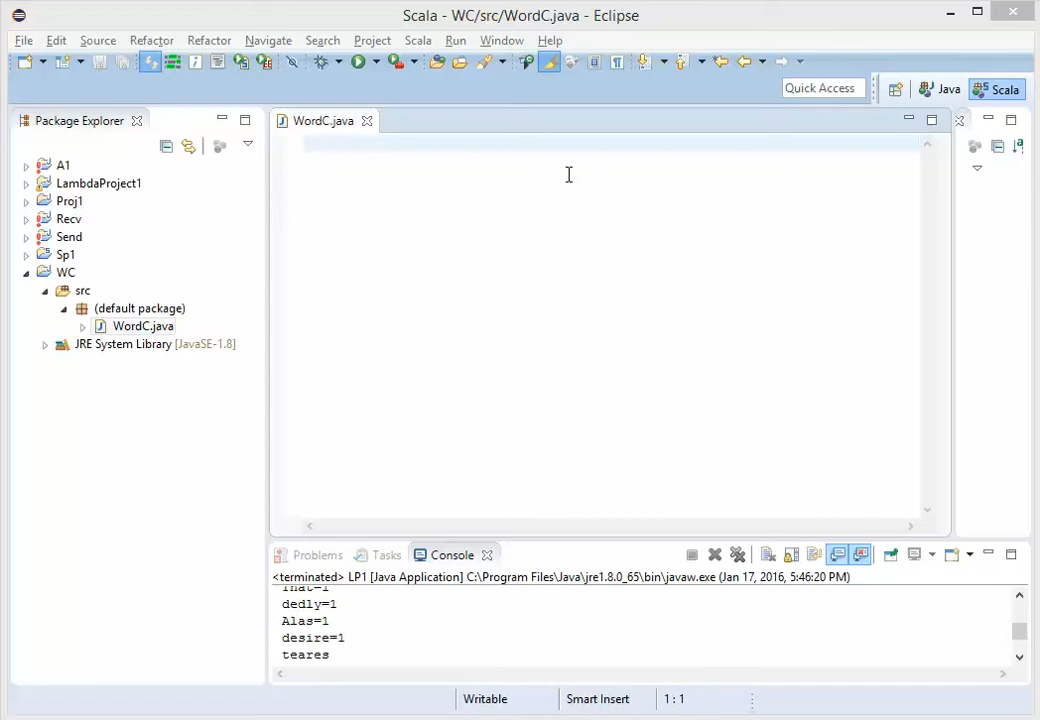 Scala - WC/src/WordC.java - Eclipse
File Edit Source Refactor Refactor Navigate Search Project Scala Run Window Help
Quick Access
Java
Scala
Package Explorer
WordC.java
A1
LambdaProject1
Proj1
Recv
Send
Sp1
WC
src
(default package)
WordC.java
JRE System Library [JavaSE-1.8]
Problems Tasks Console
<terminated> LP1 [Java Application] C:\Program Files\Java\jre1.8.0_65\bin\javaw.exe (Jan 17, 2016, 5:46:20 PM)
dedly=1
Alas=1
desire=1
teares
Writable
Smart Insert
1 : 1